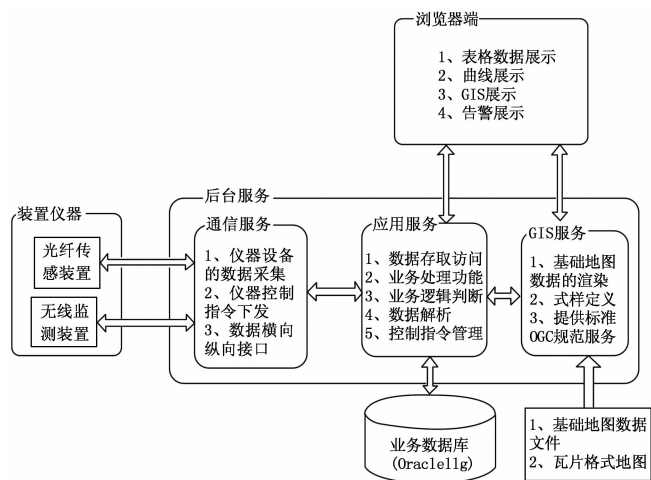 浏览器端
1、表格数据展示
2、曲线展示
3、GIS展示
4、告警展示
后台服务
装置仪器
光纤传
感装置
无线监
测装置
通信服务
1、仪器设备
的数据采集
2、仪器控制
指令下发
3、数据横向
纵向接口
应用服务
1、数据存取访问
2、业务处理功能
3、业务逻辑判断
4、数据解析
5、控制指令管理
GIS服务
1、基础地图
数据的渲染
2、式样定义
3、提供标准
OGC规范服务
业务数据库
(Oracle11g)
1、基础地图数据
文件
2、瓦片格式地图